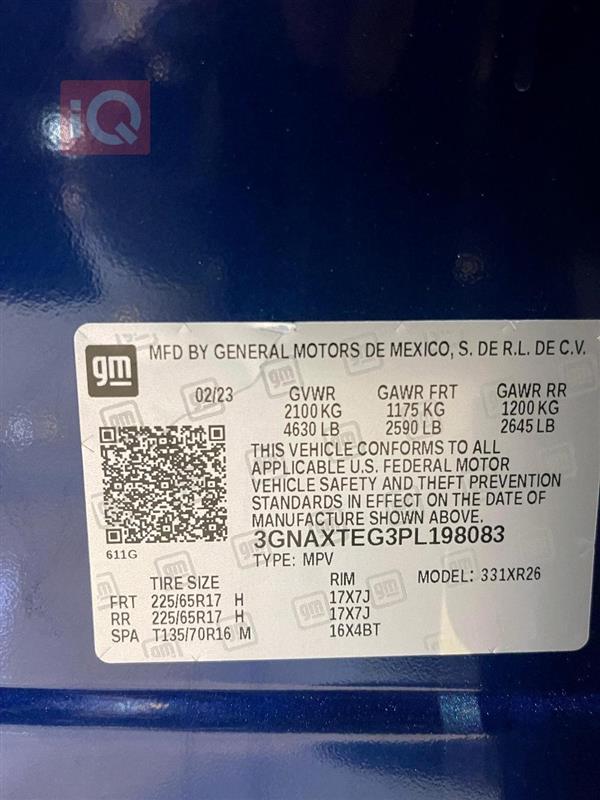 iQ
gm MFD BY GENERAL MOTORS DE MEXICO, S. DE R.L. DE C.V.
02/23 GVWR GAWR FRT GAWR RR
2100 KG 1175 KG 1200 KG
4630 LB 2590 LB 2645 LB
THIS VEHICLE CONFORMS TO ALL
APPLICABLE U.S. FEDERAL MOTOR
VEHICLE SAFETY AND THEFT PREVENTION
STANDARDS IN EFFECT ON THE DATE OF
MANUFACTURE SHOWN ABOVE.
611G
3GNAXTEG3PL198083
TYPE: MPV
MODEL: 331XR26
TIRE SIZE RIM
FRT 225/65R17 H 17X7J
RR 225/65R17 H 17X7J
SPA T135/70R16 M 16X4BT